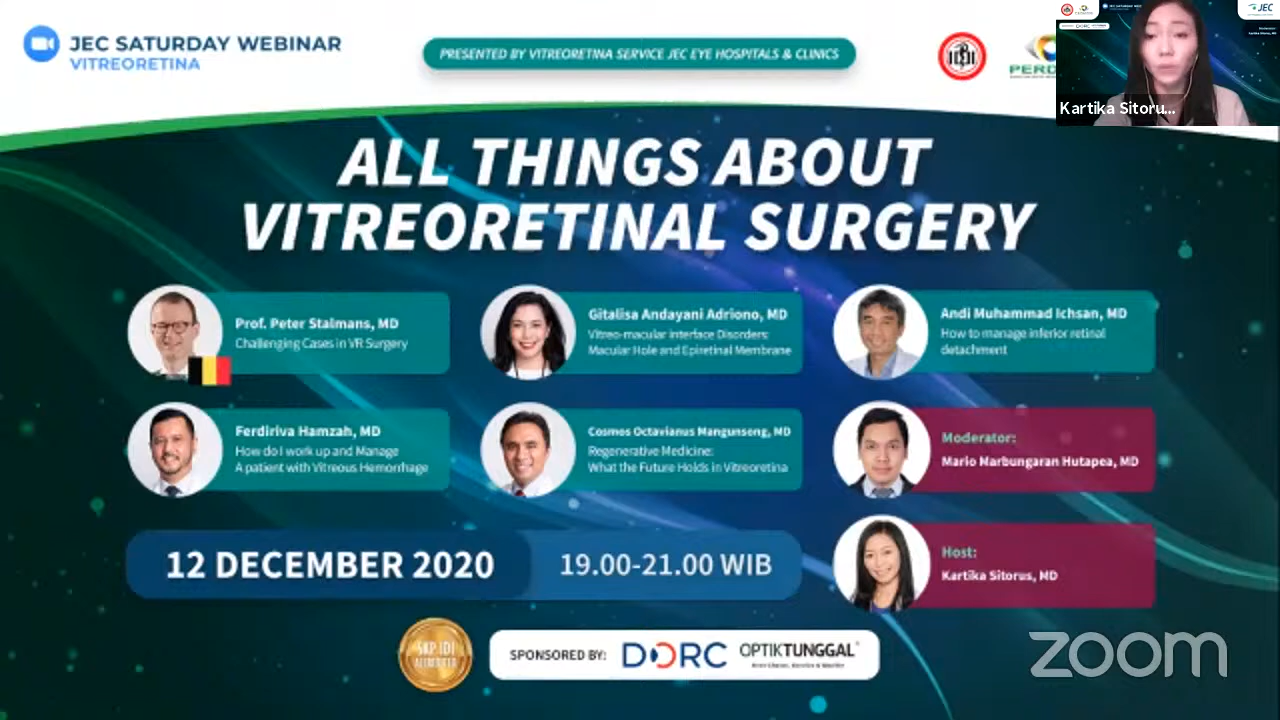 JEC SATURDAY WEBINAR
VITREORETINA
PRESENTED BY VITREORETINA SERVICE JEC EYE HOSPITALS & CLINICS
JEC
Kartika Sitoru...
ALL THINGS ABOUT
VITREORETINAL SURGERY
Prof. Peter Stalmans, MD
Challenging Cases in VR Surgery
Gitalisa Andayani Adriono, MD
Vitreo-macular interface Disorders:
Macular Hole and Epiretinal Membrane
Andi Muhammad Ichsan, MD
How to manage inferior retinal
detachment
Ferdiriva Hamzah, MD
How do I work up and Manage
A patient with Vitreous Hemorrhage
Cosmos Octavianus Mangunsong, MD
Regenerative Medicine:
What the Future Holds in Vitreoretina
Moderator:
Mario Marbungaran Hutapea, MD
12 DECEMBER 2020
19.00-21.00 WIB
Host:
Kartika Sitorus, MD
SKP IDI
SPONSORED BY:
DORC
OPTIKTUNGGAL
zoom